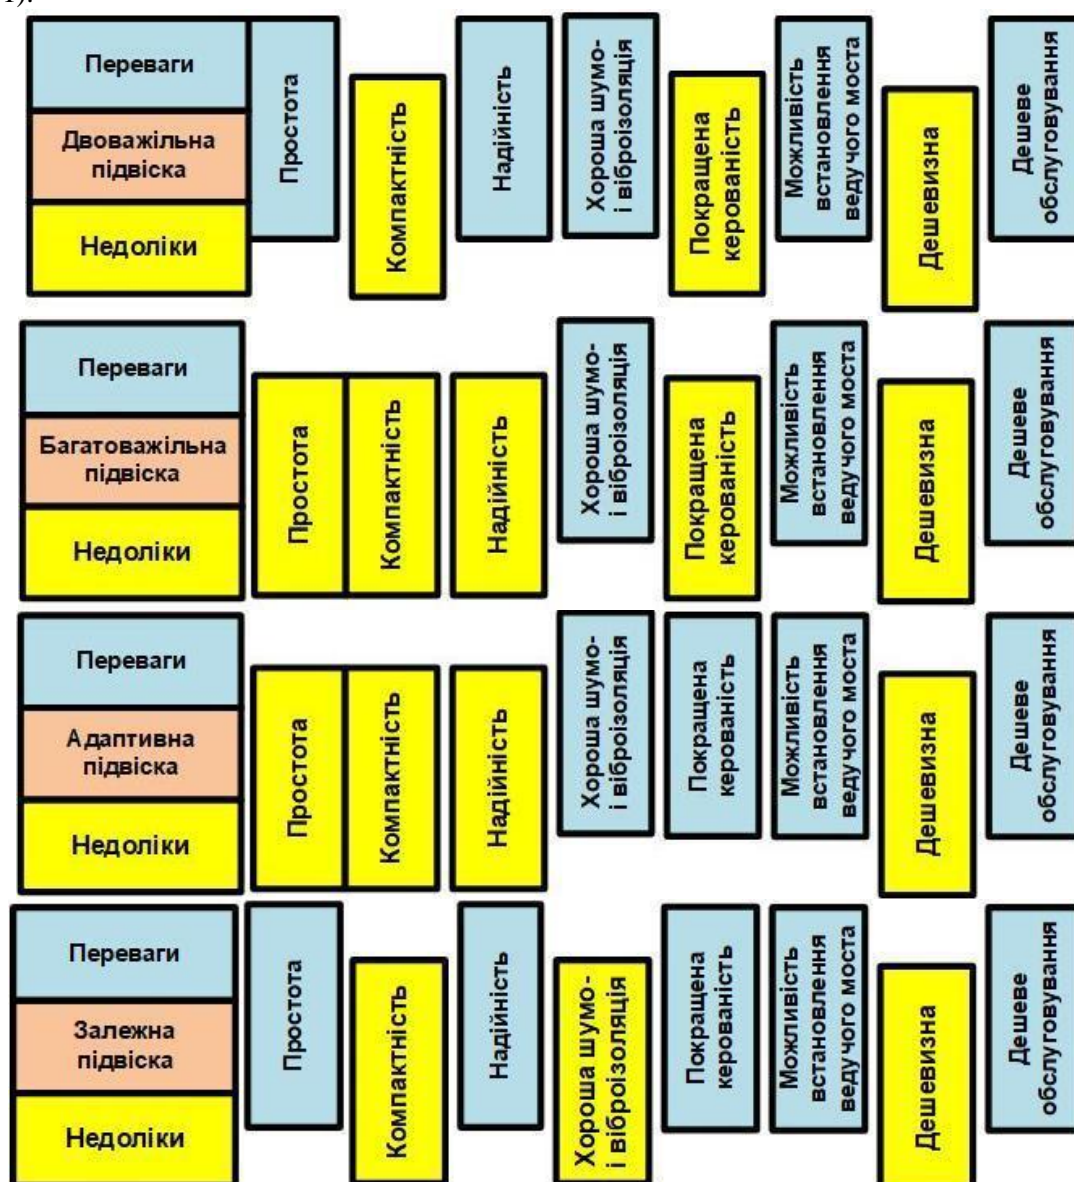 1).
Переваги
Двоважільна
підвіска
Недоліки
Простота
Компактність
Надійність
Хороша шумо-
і віброізоляція
Покращена
керованість
Можливість
встановлення
ведучого моста
Дешевизна
Дешеве
обслуговування
Переваги
Багатоважільна
підвіска
Недоліки
Простота
Компактність
Надійність
Хороша шумо-
і віброізоляція
Покращена
керованість
Можливість
встановлення
ведучого моста
Дешевизна
Дешеве
обслуговування
Переваги
Адаптивна
підвіска
Недоліки
Простота
Компактність
Надійність
Хороша шумо-
і віброізоляція
Покращена
керованість
Можливість
встановлення
ведучого моста
Дешевизна
Дешеве
обслуговування
Переваги
Залежна
підвіска
Недоліки
Простота
Компактність
Надійність
Хороша шумо-
і віброізоляція
Покращена
керованість
Можливість
встановлення
ведучого моста
Дешевизна
Дешеве
обслуговування